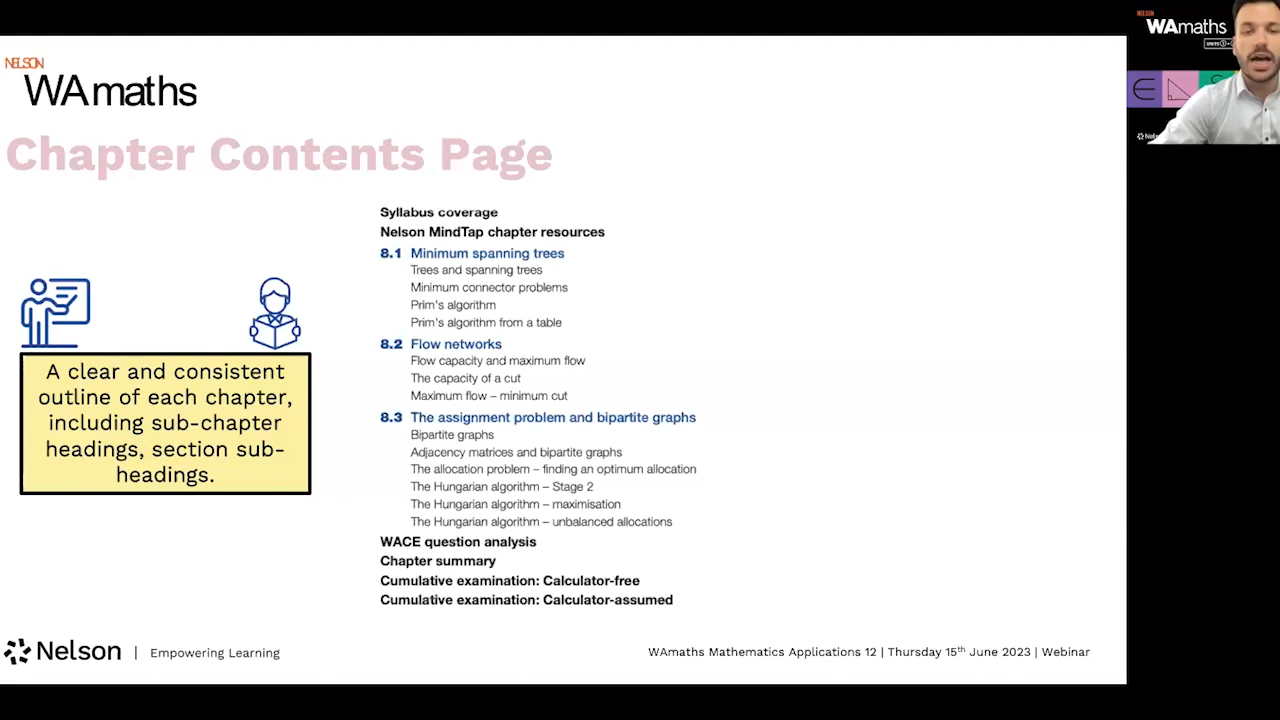 NELSON
WAmaths
Chapter Contents Page
Syllabus coverage
Nelson MindTap chapter resources
8.1 Minimum spanning trees
Trees and spanning trees
Minimum connector problems
Prim's algorithm
Prim's algorithm from a table
8.2 Flow networks
Flow capacity and maximum flow
The capacity of a cut
Maximum flow – minimum cut
8.3 The assignment problem and bipartite graphs
Bipartite graphs
Adjacency matrices and bipartite graphs
The allocation problem – finding an optimum allocation
The Hungarian algorithm – Stage 2
The Hungarian algorithm – maximisation
The Hungarian algorithm – unbalanced allocations
WACE question analysis
Chapter summary
Cumulative examination: Calculator-free
Cumulative examination: Calculator-assumed
A clear and consistent
outline of each chapter,
including sub-chapter
headings, section sub-
headings.
Nelson | Empowering Learning
WAmaths Mathematics Applications 12 | Thursday 15th June 2023 | Webinar
NELSON
WAmaths
UNITS